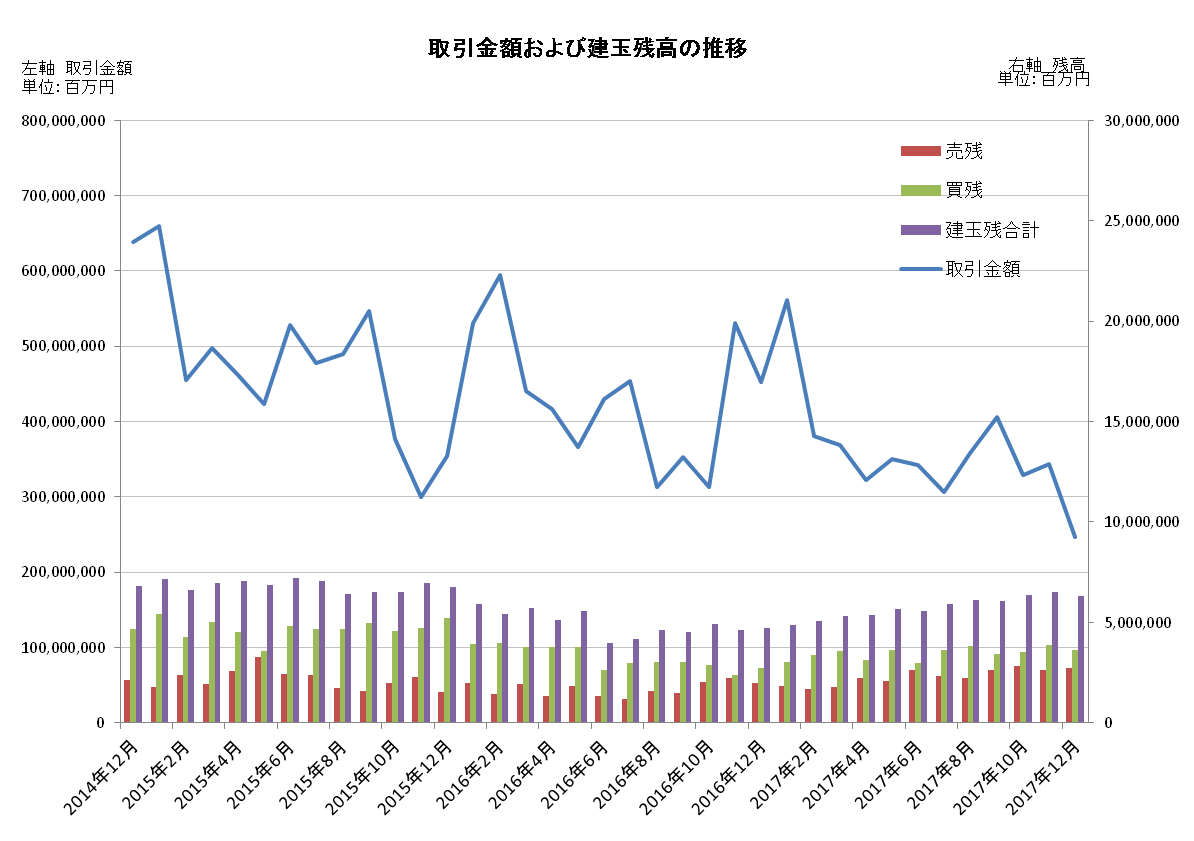 取引金額および建玉残高の推移
左軸 取引金額
単位：百万円
右軸 残高
単位：百万円
800,000,000
700,000,000
600,000,000
500,000,000
400,000,000
300,000,000
200,000,000
100,000,000
0
30,000,000
25,000,000
20,000,000
15,000,000
10,000,000
5,000,000
0
売残
買残
建玉残合計
取引金額
2014年12月
2015年2月
2015年4月
2015年6月
2015年8月
2015年10月
2015年12月
2016年2月
2016年4月
2016年6月
2016年8月
2016年10月
2016年12月
2017年2月
2017年4月
2017年6月
2017年8月
2017年10月
2017年12月